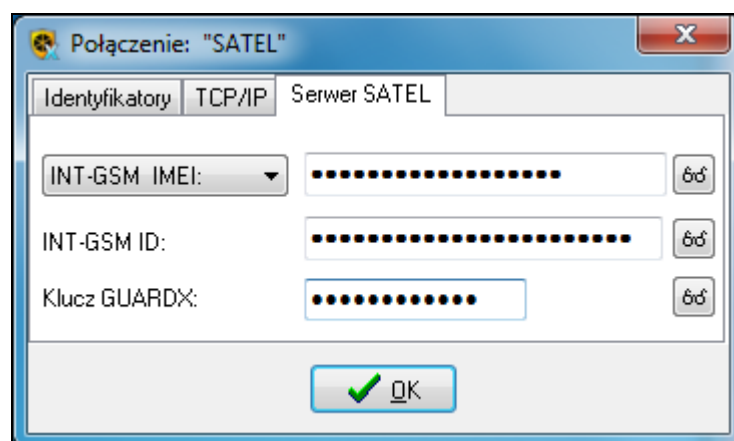 Połączenie: "SATEL"
Identyfikatory TCP/IP Serwer SATEL
INT-GSM IMEI: ••••••••••••••••••
INT-GSM ID: •••••••••••••••••••••••
Klucz GUARDX: ••••••••••••
OK